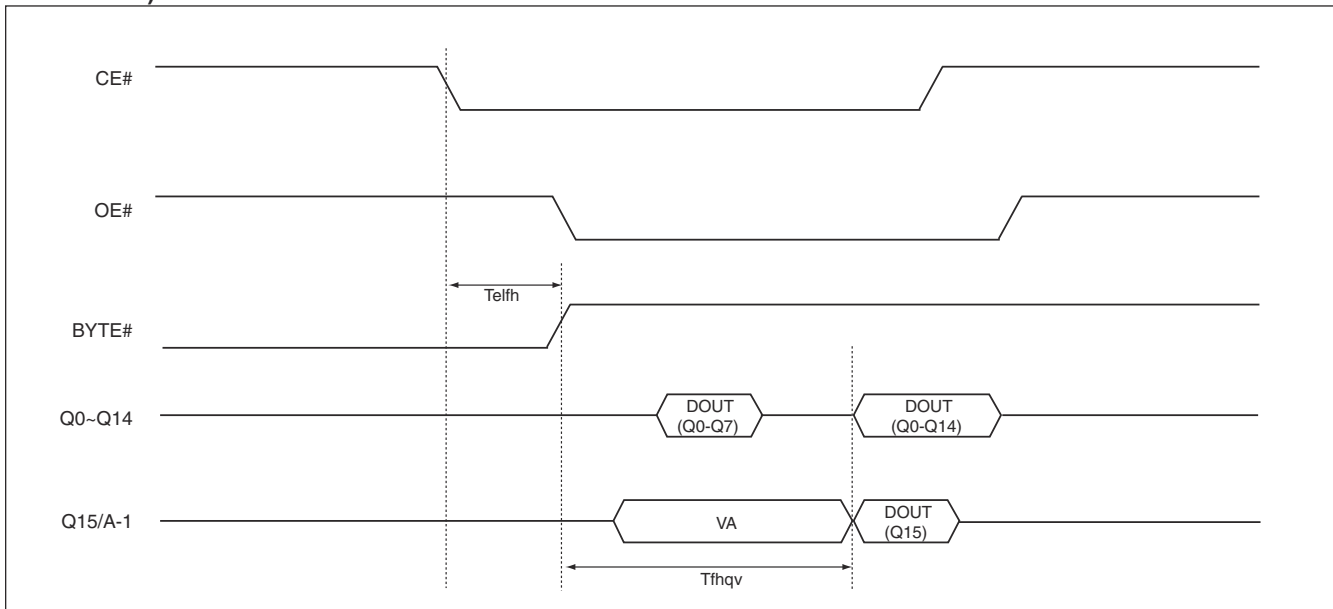 CE#
OE#
Telfh
BYTE#
Q0~Q14
DOUT
(Q0-Q7)
DOUT
(Q0-Q14)
Q15/A-1
VA
DOUT
(Q15)
Tfhqv